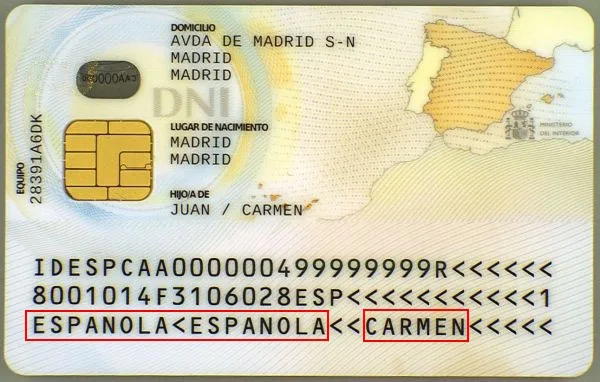 DOMICILIO
AVDA DE MADRID S-N
MADRID
MADRID
CAA000000
DNI
LUGAR DE NACIMIENTO
MADRID
MADRID
MINISTERIO
DEL INTERIOR
EQUIPO
28391A6DK
HIJO/A DE
JUAN / CARMEN
IDESPCAA000000499999999R<<<<<<
8001014F3106028ESP<<<<<<<<<<<1
ESPANOLA<ESPANOLA<<CARMEN<<<<<